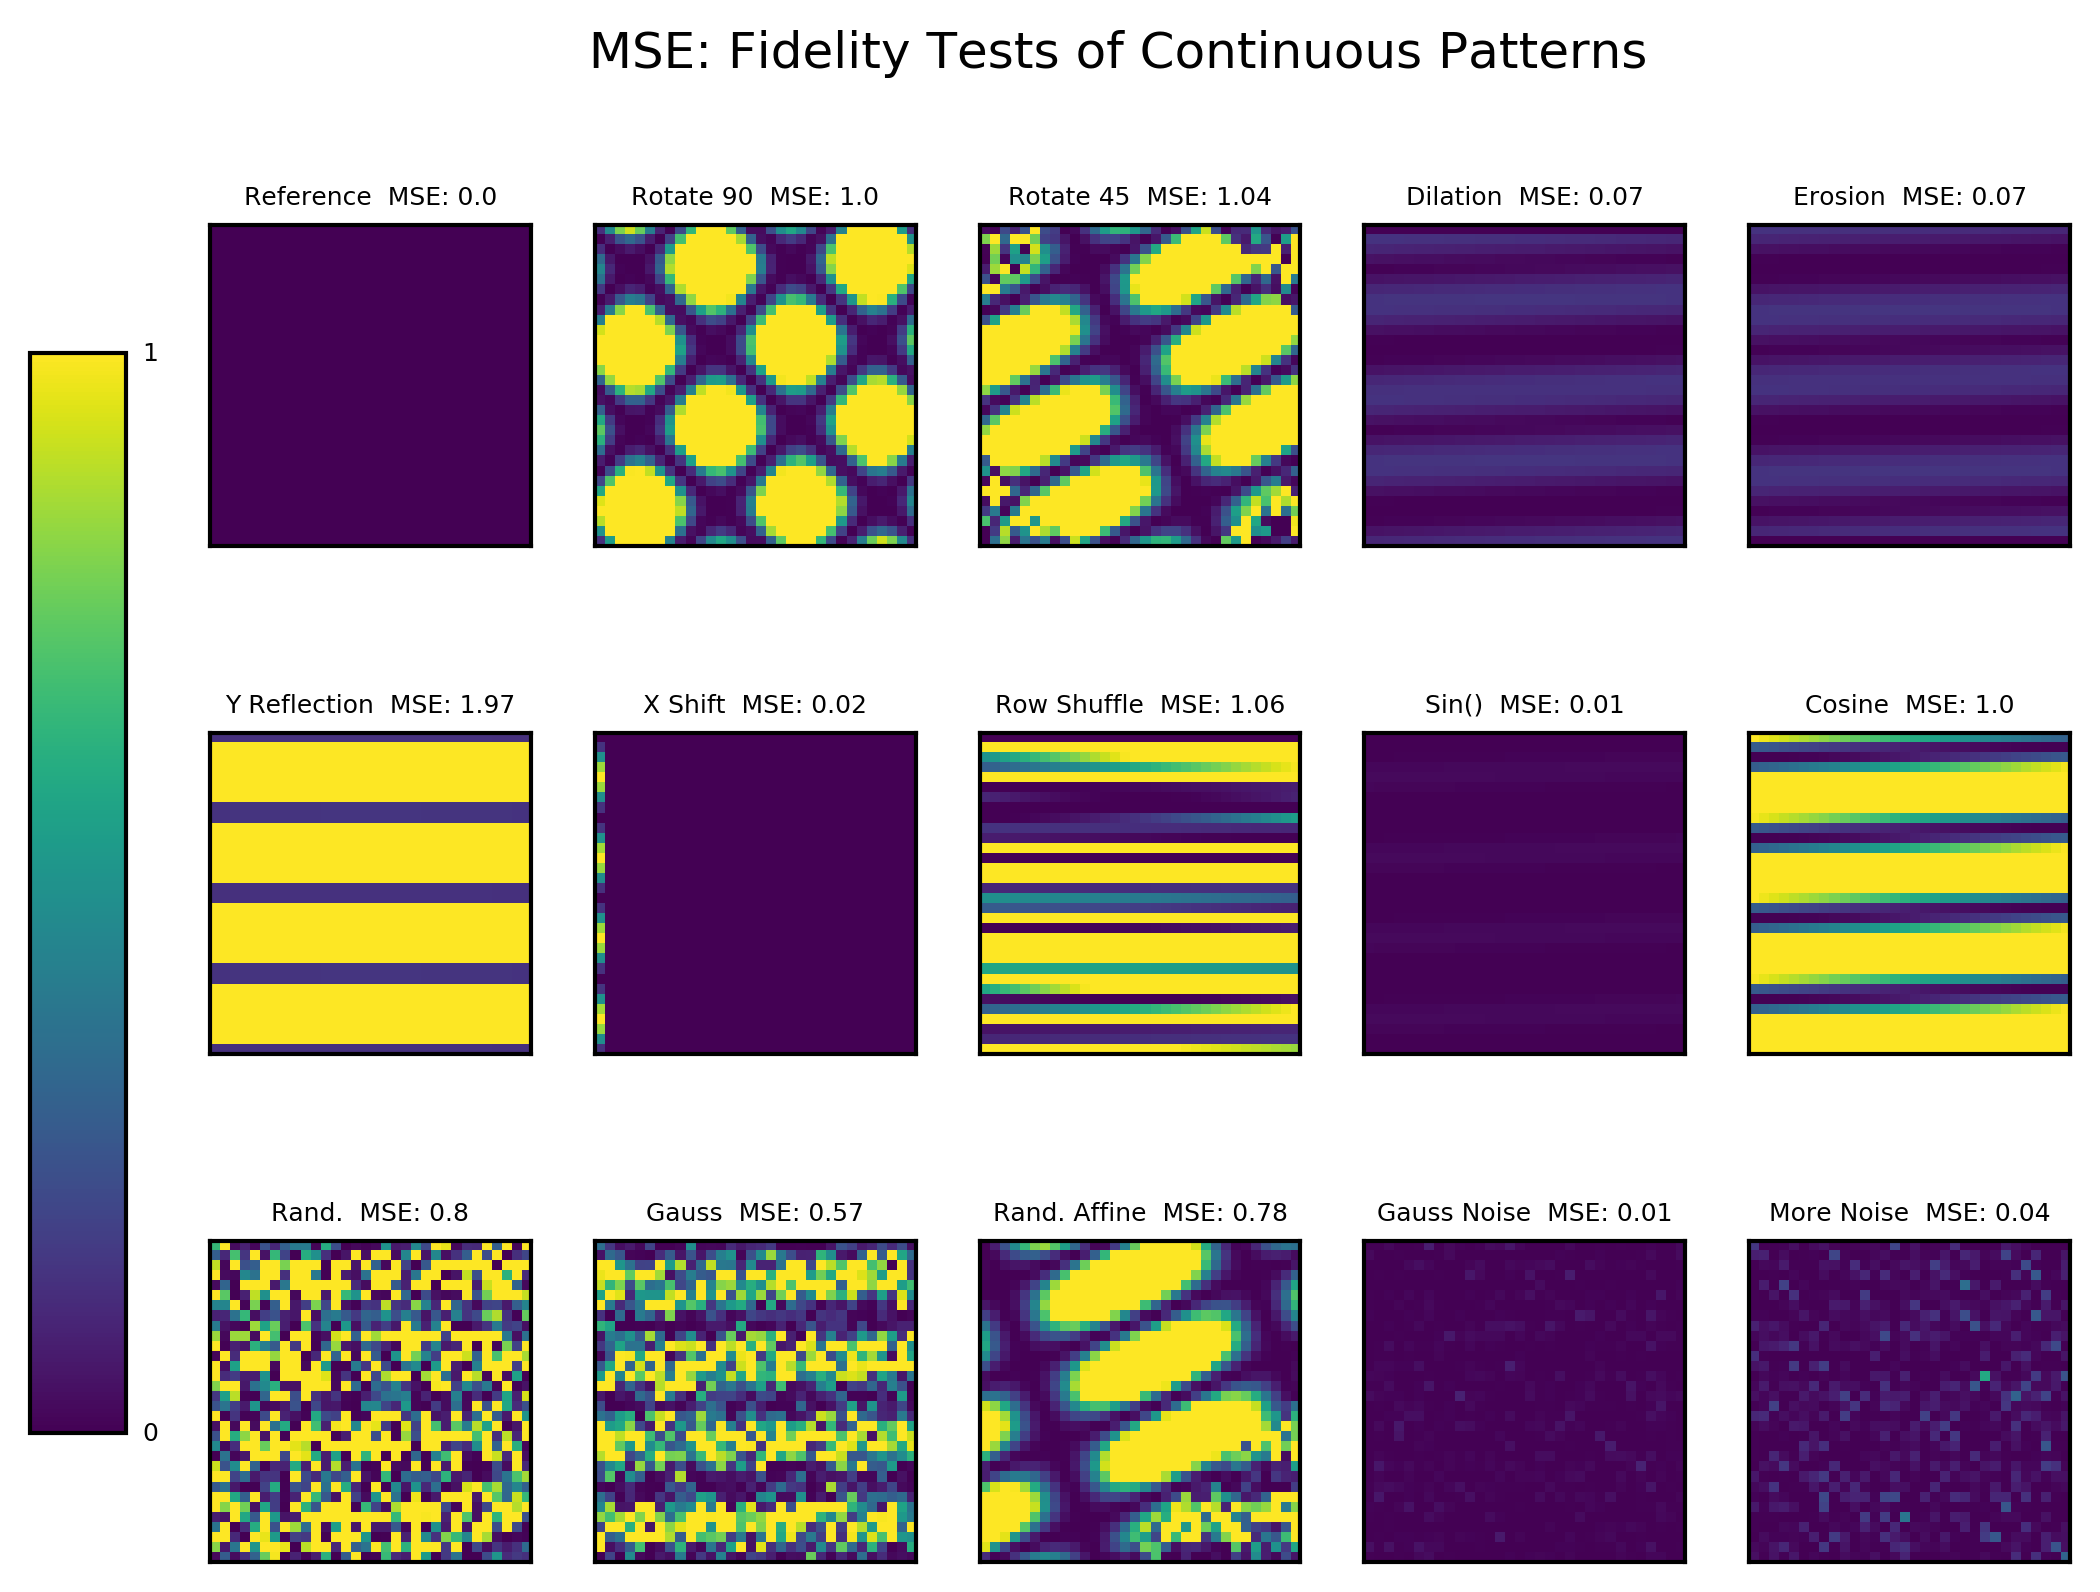 MSE: Fidelity Tests of Continuous Patterns
Reference  MSE: 0.0
Rotate 90  MSE: 1.0
Rotate 45  MSE: 1.04
Dilation  MSE: 0.07
Erosion  MSE: 0.07
1
Y Reflection  MSE: 1.97
X Shift  MSE: 0.02
Row Shuffle  MSE: 1.06
Sin()  MSE: 0.01
Cosine  MSE: 1.0
Rand.  MSE: 0.8
Gauss  MSE: 0.57
Rand. Affine  MSE: 0.78
Gauss Noise  MSE: 0.01
More Noise  MSE: 0.04
0